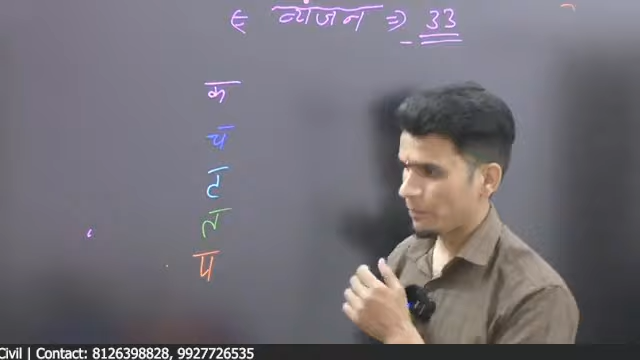 व्यंजन ⇒ 33
क
च
ट
त
प
Civil | Contact: 8126398828, 9927726535